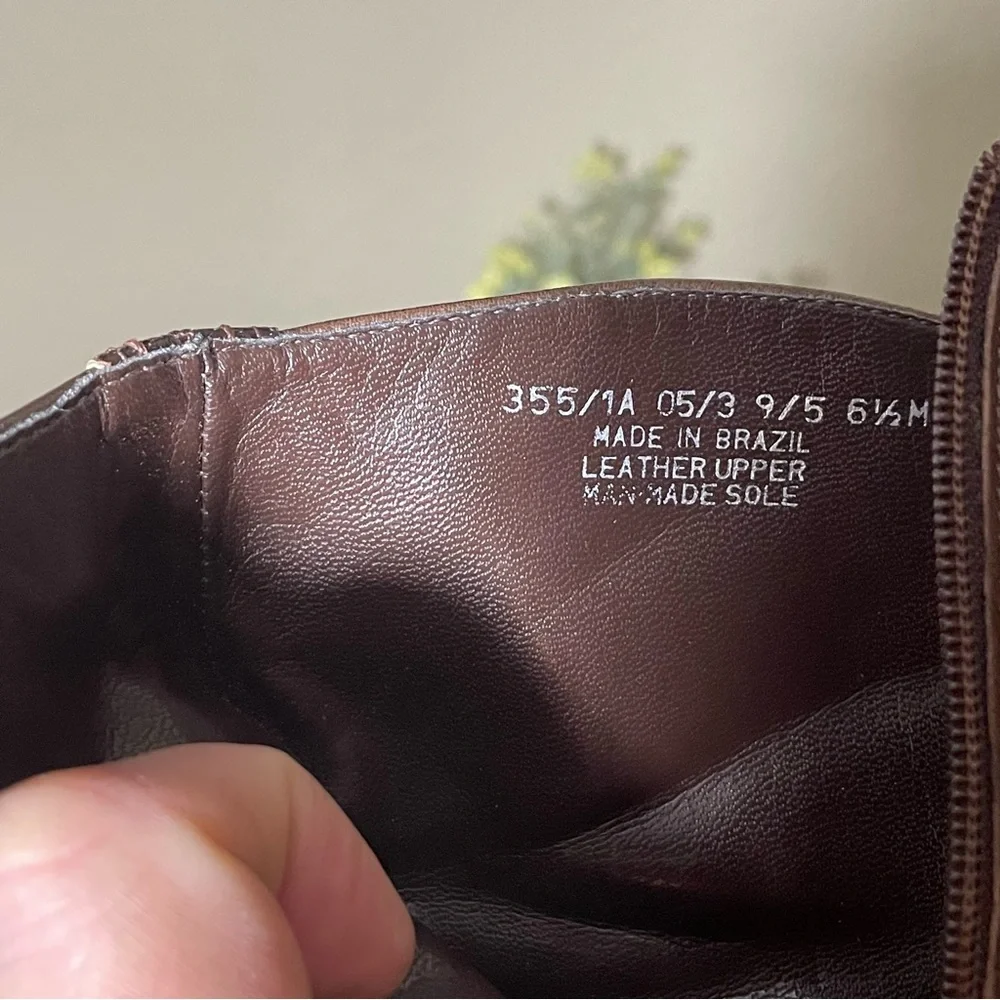 355/1A 05/3 9/5 6½M
MADE IN BRAZIL
LEATHER UPPER
MAN-MADE SOLE